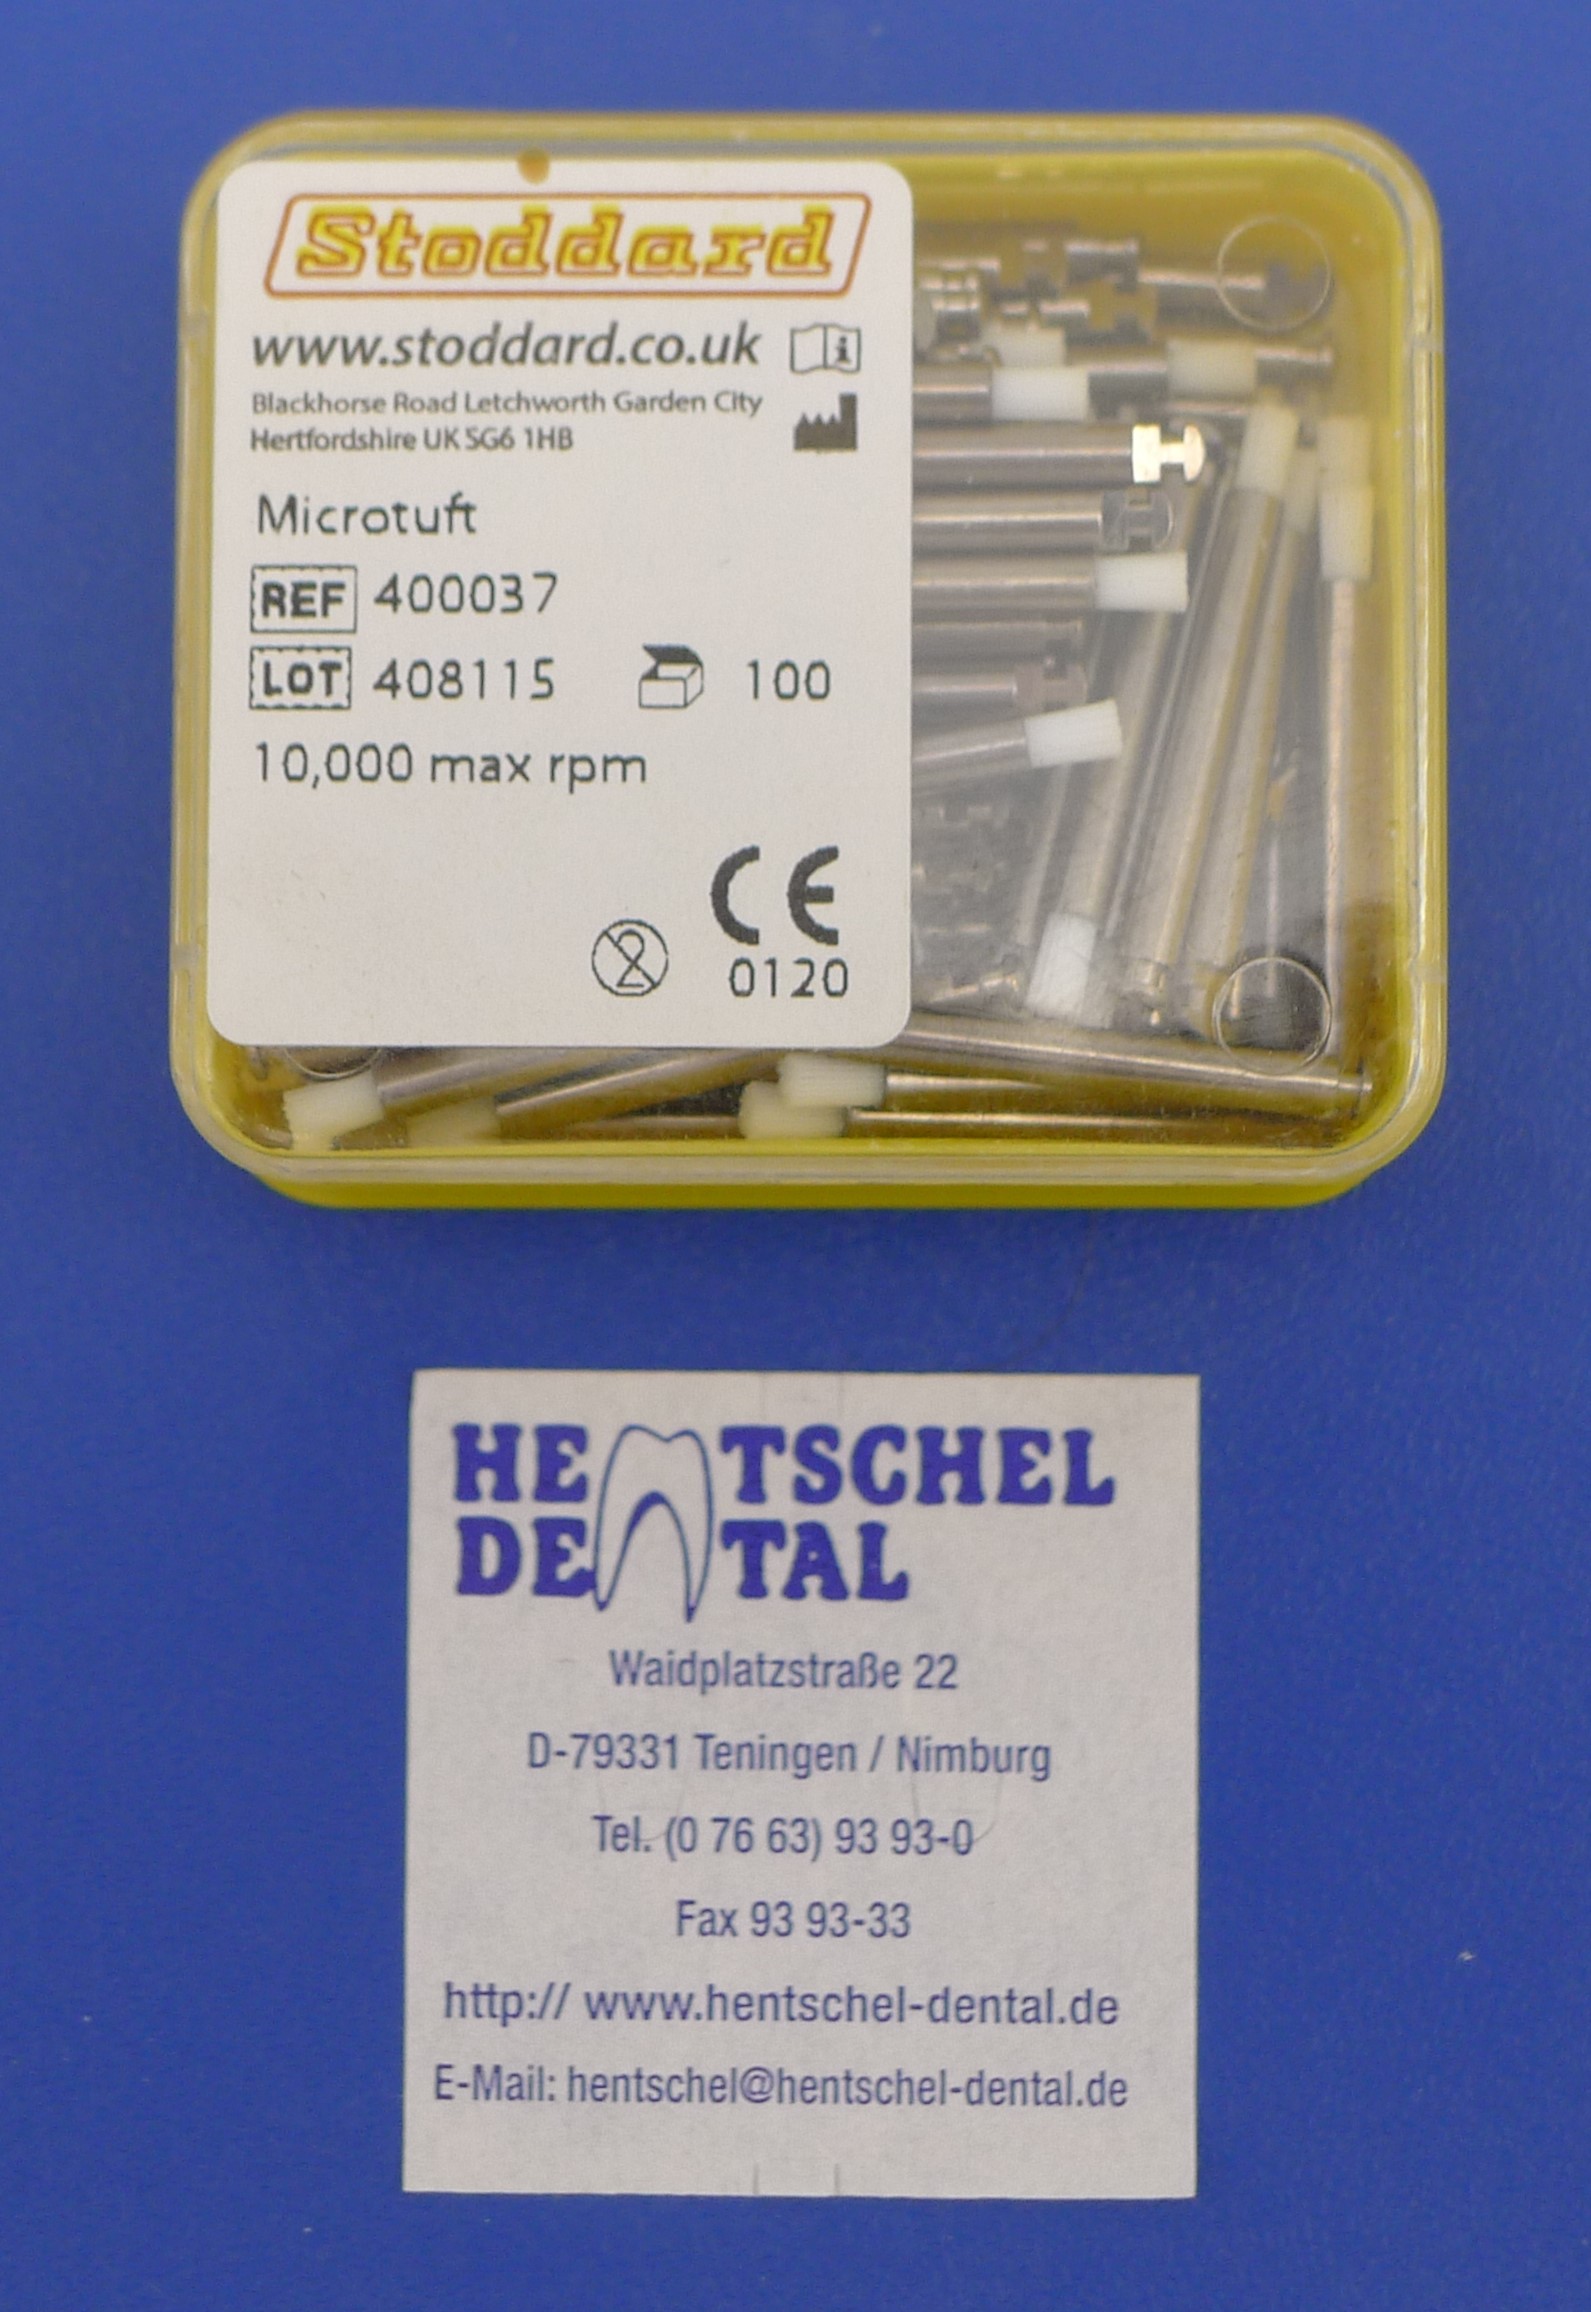 Stoddard
www.stoddard.co.uk
Blackhorse Road Letchworth Garden City
Hertfordshire UK SG6 1HB
Microtuft
REF 400037
LOT 408115 100
10,000 max rpm
2
CE
0120
HENTSCHEL
DENTAL
Waidplatzstraße 22
D-79331 Teningen / Nimburg
Tel. (0 76 63) 93 93-0
Fax 93 93-33
http:// www.hentschel-dental.de
E-Mail: hentschel@hentschel-dental.de